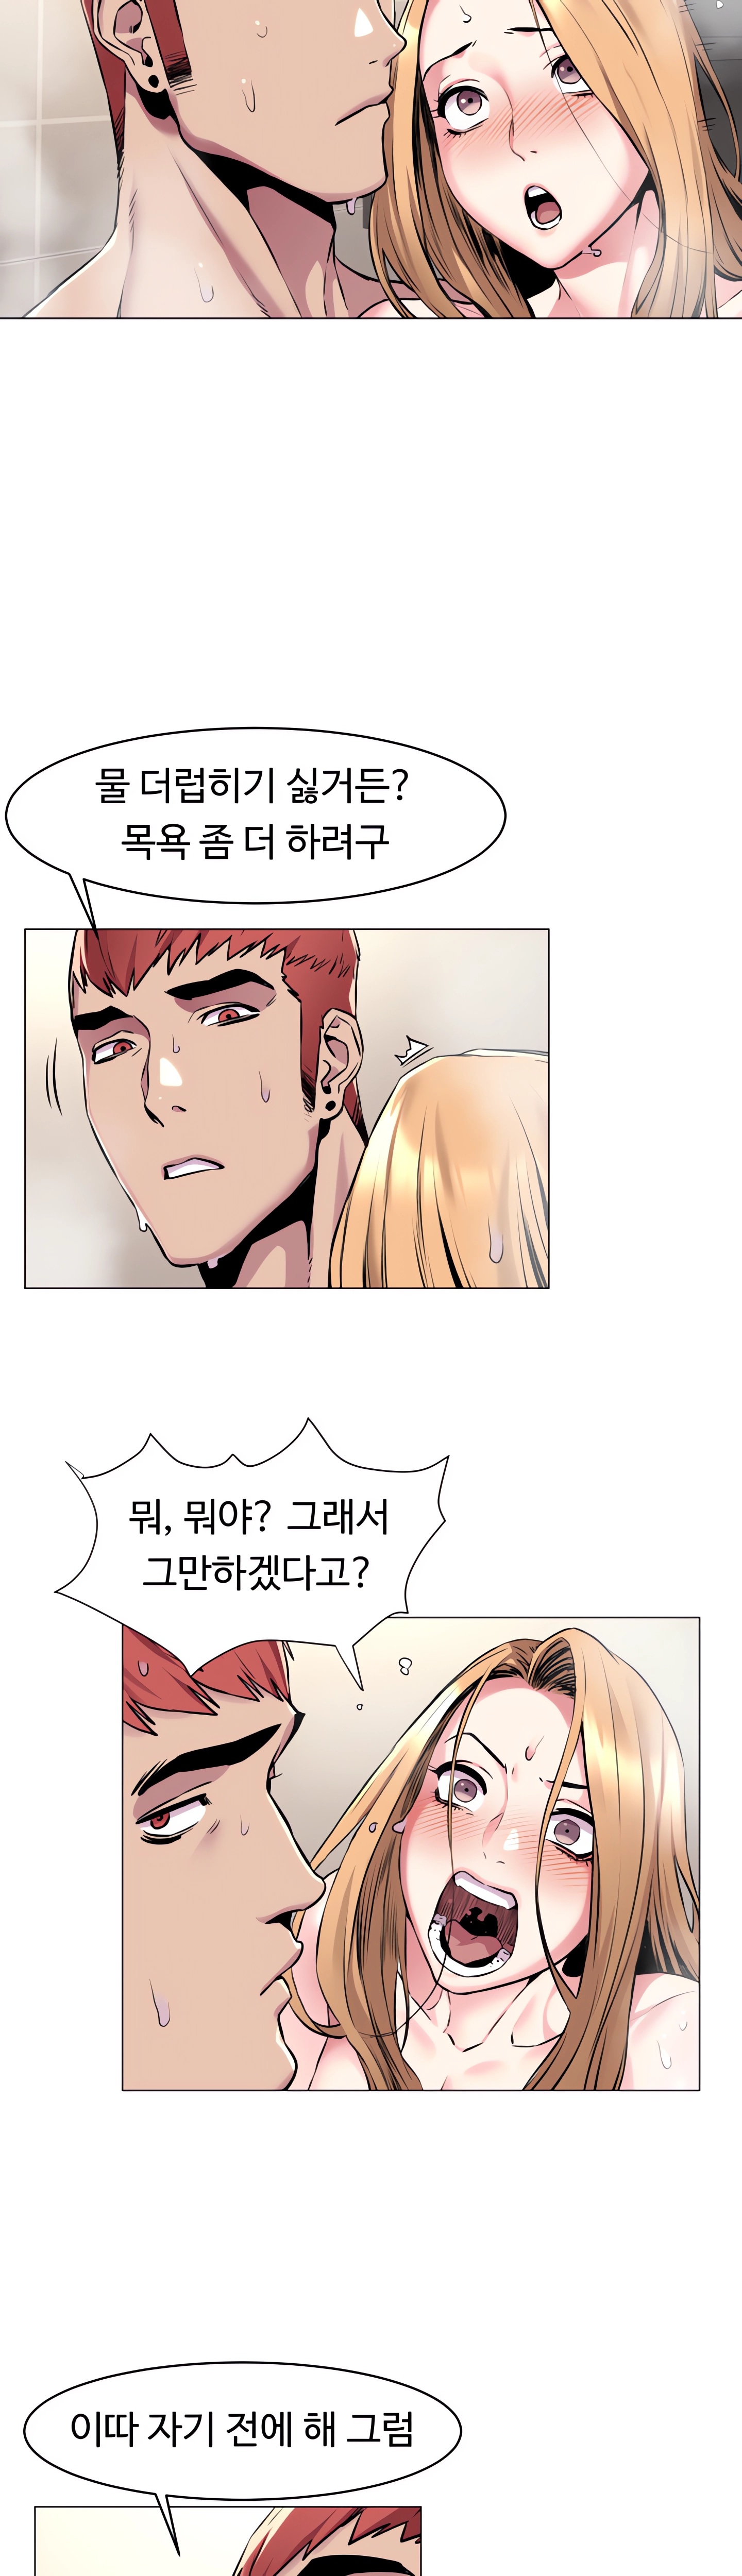 물 더럽히기 싫거든?
목욕 좀 더 하려구
뭐, 뭐야? 그래서
그만하겠다고?
이따 자기 전에 해 그럼